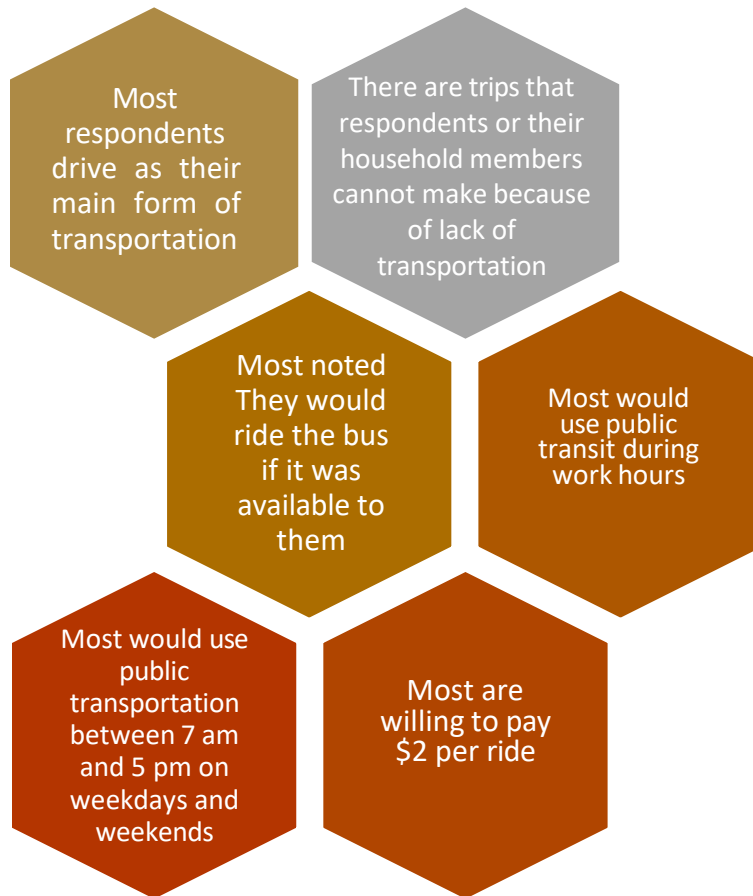 Most
respondents
drive as their
main form of
transportation
There are trips that
respondents or their
household members
cannot make because
of lack of
transportation
Most noted
They would
ride the bus
if it was
available to
them
Most would
use public
transit during
work hours
Most would use
public
transportation
between 7 am
and 5 pm on
weekdays and
weekends
Most are
willing to pay
$2 per ride